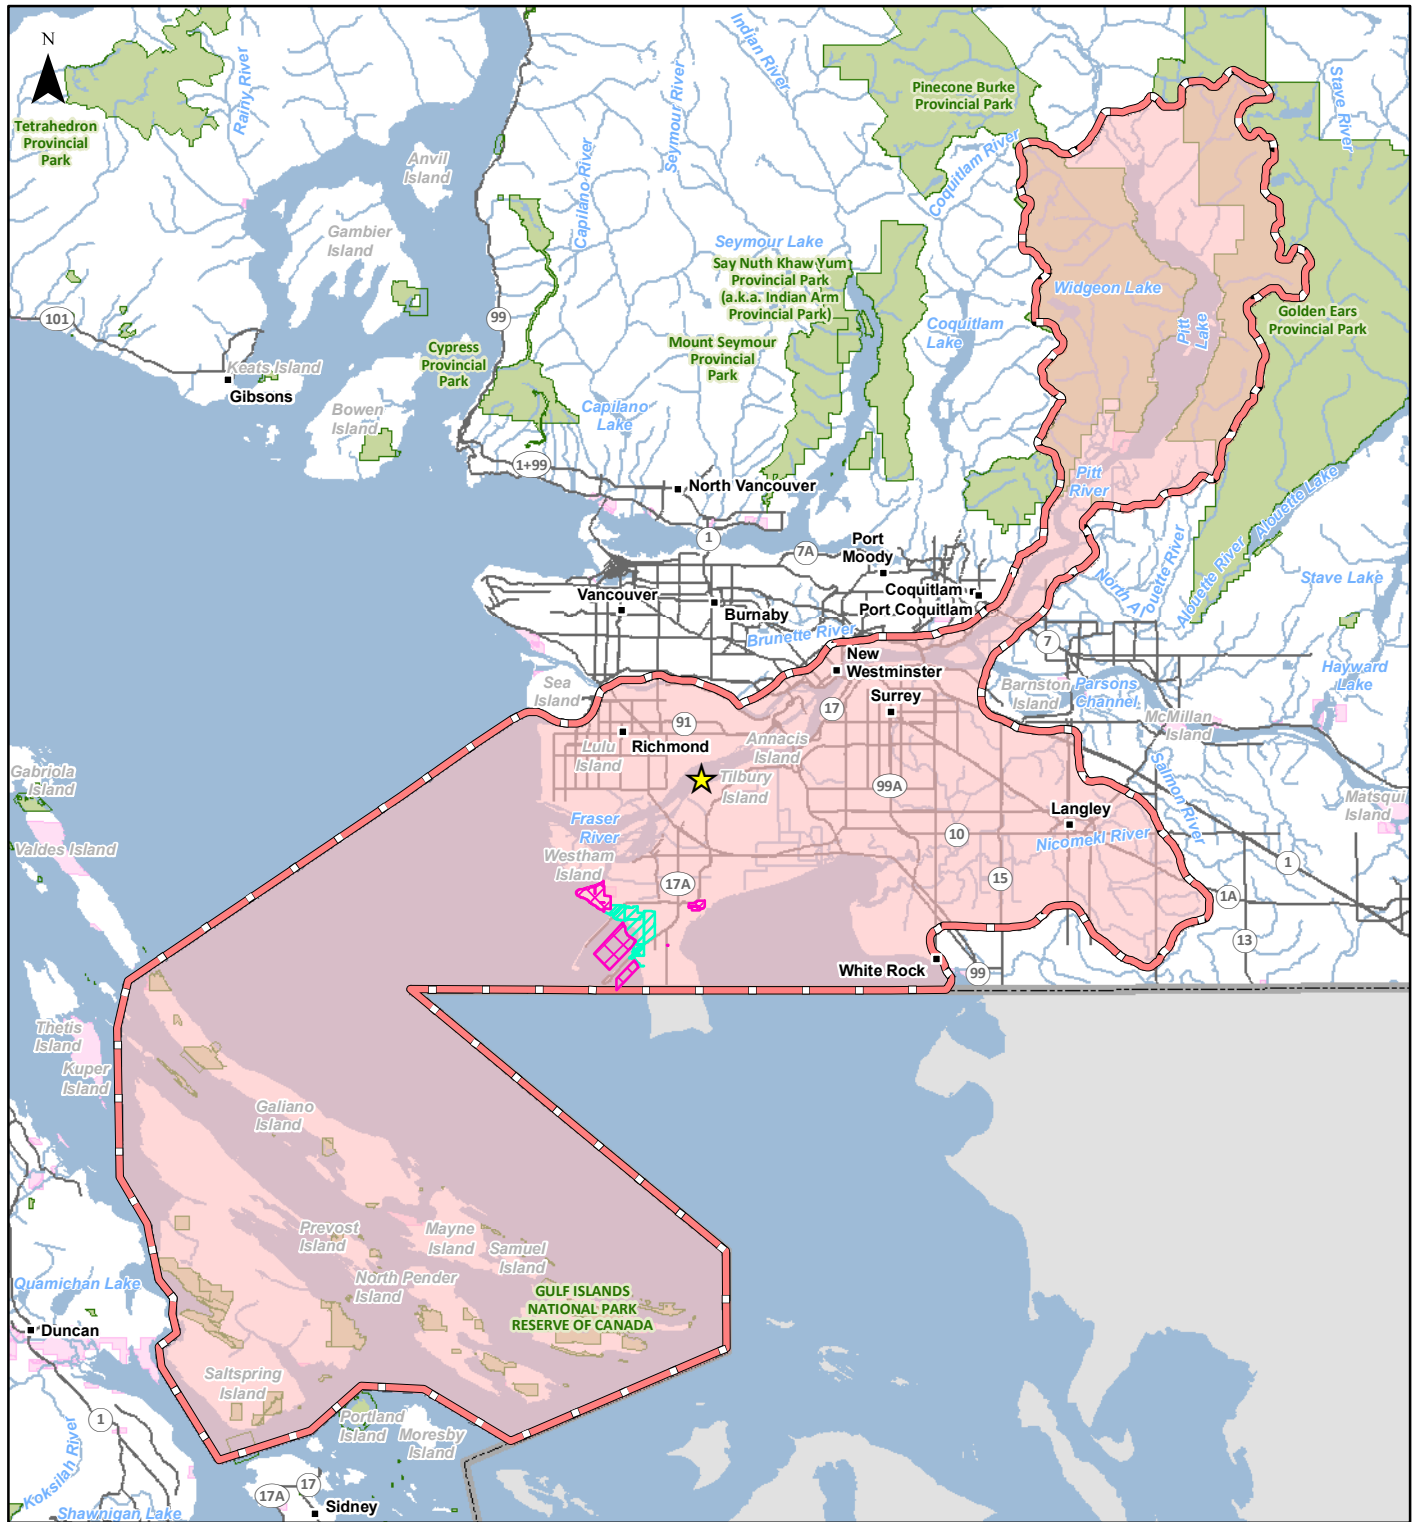 N
Tetrahedron
Provincial
Park
Rainy River
Anvil
Island
Gambier
Island
Capilano River
Seymour River
Indian River
Pinecone Burke
Provincial Park
Coquitlam River
Stave River
Seymour Lake
Say Nuth Khaw Yum
Provincial Park
(a.k.a. Indian Arm
Provincial Park)
Widgeon Lake
Golden Ears
Provincial Park
Pitt
Lake
101
99
Cypress
Provincial
Park
Mount Seymour
Provincial
Park
Coquitlam
Lake
Keats Island
Gibsons
Bowen
Island
Capilano
Lake
1+99
North Vancouver
Pitt
River
Alouette Lake
1
7A
Port
Moody
Coquitlam
Port Coquitlam
Vancouver
Burnaby
Brunette River
North A
ouette River
Alouette River
Stave Lake
7
New
Westminster
Surrey
Sea
Island
Barnston
Island
Parsons
Channel
Hayward
Lake
McMillan
Island
91
17
Lulu
Island
Richmond
Annacis
Island
Tilbury
Island
99A
Salmon River
Gabriola
Island
Matsqui
Island
Langley
Fraser
River
10
Nicomekl River
Valdes Island
Westham
Island
17A
15
1
1A
13
White Rock
99
Thetis
Island
Kuper
Island
Galiano
Island
Prevost
Island
Mayne
Island
Samuel
Island
North Pender
Island
Quamichan Lake
GULF ISLANDS
NATIONAL PARK
RESERVE OF CANADA
Duncan
Saltspring
Island
Portland
Island
Moresby
Island
1
Koksilah River
17
17A
Sidney
Shawnigan Lake